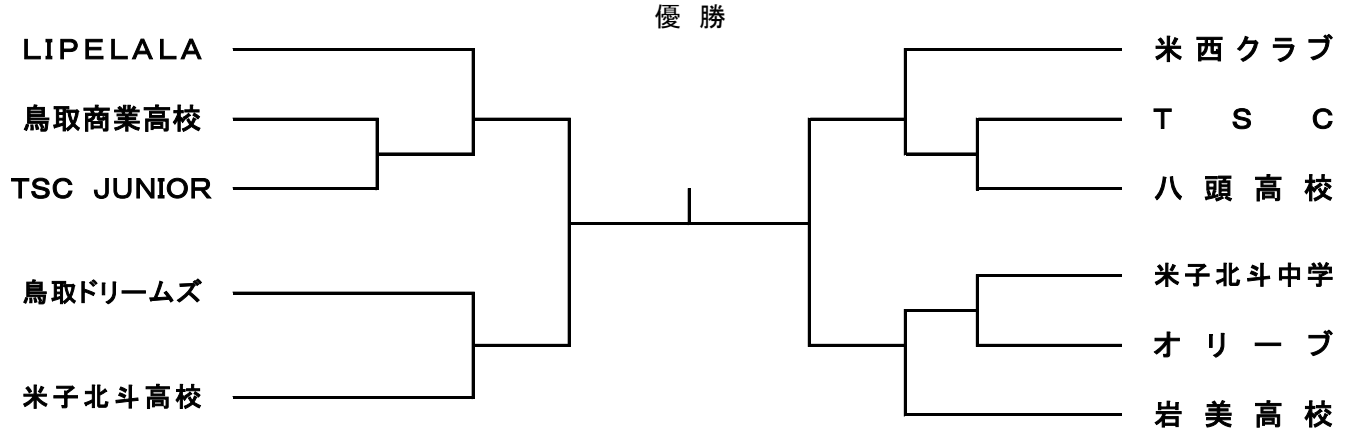 優 勝
LIPELALA
鳥取商業高校
TSC JUNIOR
鳥取ドリームズ
米子北斗高校
米西クラブ
TSC
八頭高校
米子北斗中学
オリーブ
岩美高校